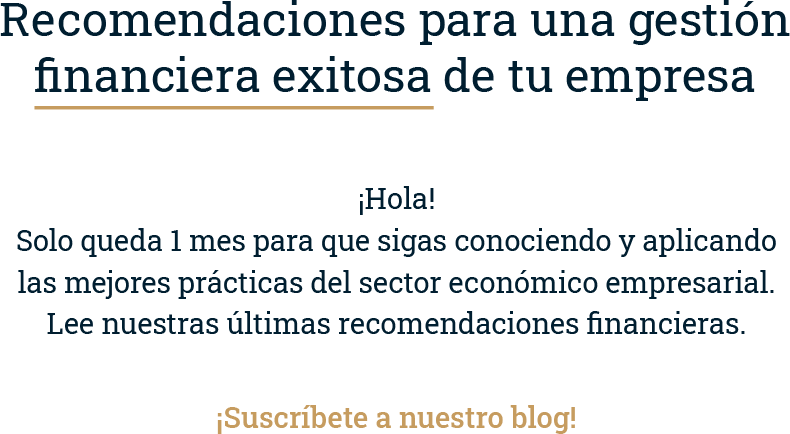 Recomendaciones para una gestión
financiera exitosa de tu empresa
¡Hola!
Solo queda 1 mes para que sigas conociendo y aplicando
las mejores prácticas del sector económico empresarial.
Lee nuestras últimas recomendaciones financieras.
¡Suscríbete a nuestro blog!